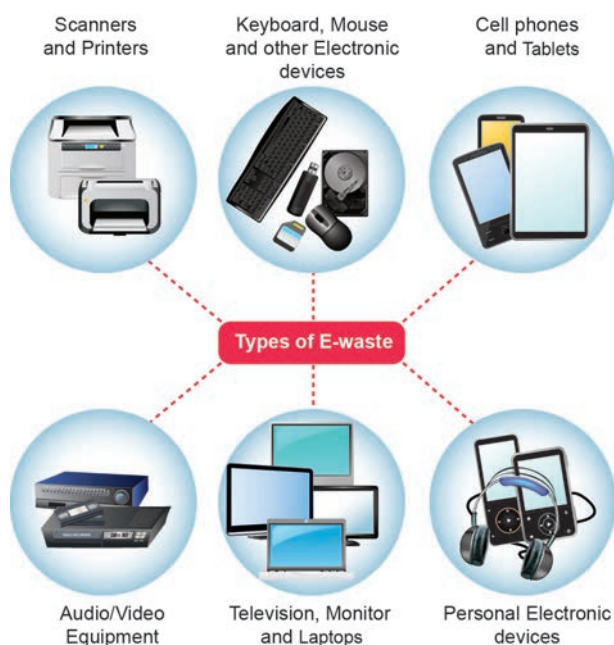 Scanners
and Printers
Keyboard, Mouse
and other Electronic
devices
Cell phones
and Tablets
Types of E-waste
Audio/Video
Equipment
Television, Monitor
and Laptops
Personal Electronic
devices